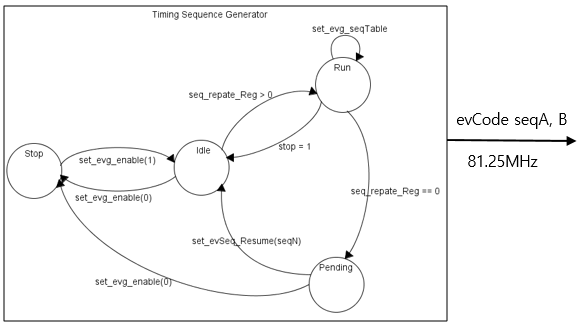 Timing Sequence Generator
set_evg_seqTable
Run
seq_repate_Reg > 0
evCode seqA, B
Stop
Idle
stop = 1
set_evg_enable(1)
81.25MHz
set_evg_enable(0)
seq_repate_Reg == 0
set_evSeq_Resume(seqN)
Pending
set_evg_enable(0)